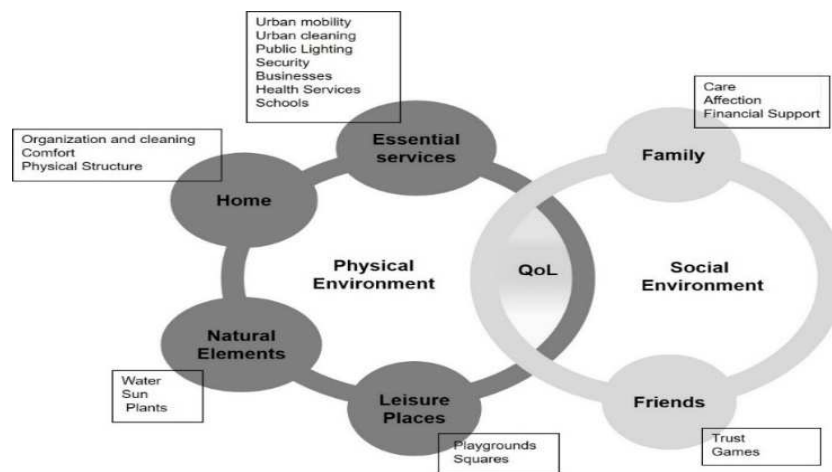 Urban mobility
Urban cleaning
Public Lighting
Security
Businesses
Health Services
Schools
Care
Affection
Financial Support
Organization and cleaning
Comfort
Physical Structure
Essential
services
Family
Home
Physical
Environment
QoL
Social
Environment
Natural
Elements
Water
Sun
Plants
Leisure
Places
Friends
Playgrounds
Squares
Trust
Games